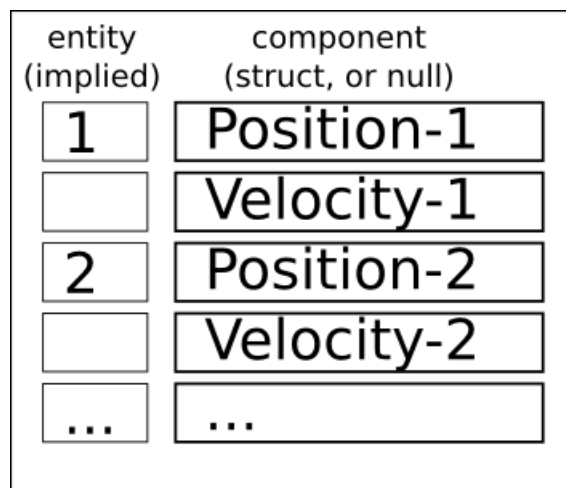 entity component
(implied) (struct, or null)
1 Position-1
Velocity-1
2 Position-2
Velocity-2
... ...